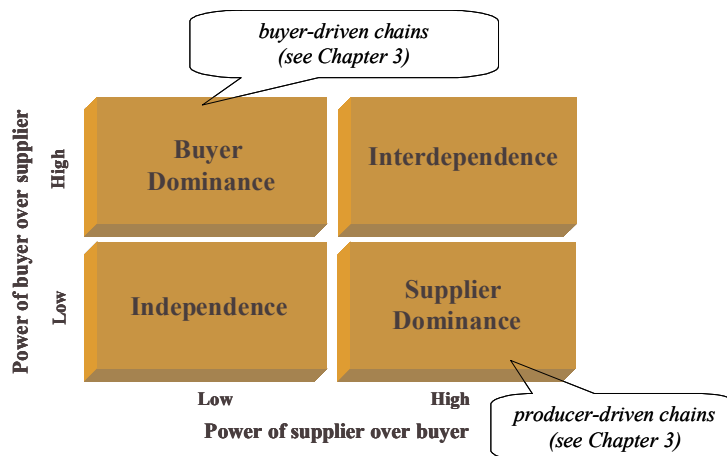 buyer-driven chains
(see Chapter 3)
Power of buyer over supplier
High
Buyer
Dominance
Interdependence
Low
Independence
Supplier
Dominance
Low
High
Power of supplier over buyer
producer-driven chains
(see Chapter 3)